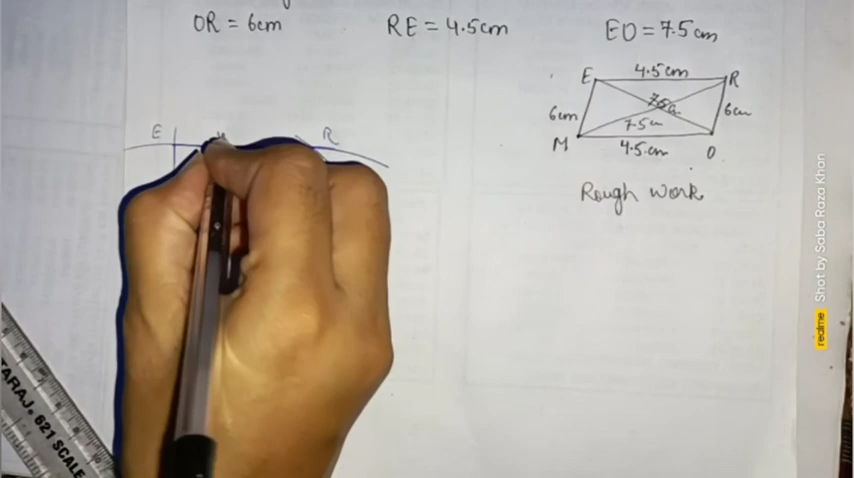 OR = 6cm RE = 4.5cm EO = 7.5cm
E 4.5cm R
6cm 7.5cm 6cm
7.5cm
M 4.5cm O
Rough work
E R
TARAJ® 621 SCALE
realme Shot by Saba Raza Khan